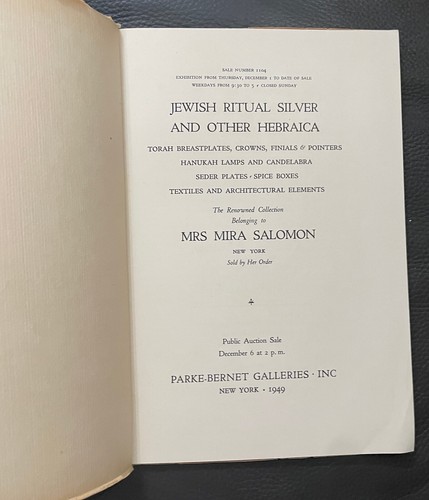 SALE NUMBER 1104
EXHIBITION FROM THURSDAY, DECEMBER 1 TO DATE OF SALE
WEEKDAYS FROM 9:30 TO 5 • CLOSED SUNDAY
JEWISH RITUAL SILVER
AND OTHER HEBRAICA
TORAH BREASTPLATES, CROWNS, FINIALS & POINTERS
HANUKAH LAMPS AND CANDELABRA
SEDER PLATES • SPICE BOXES
TEXTILES AND ARCHITECTURAL ELEMENTS
The Renowned Collection
Belonging to
MRS MIRA SALOMON
NEW YORK
Sold by Her Order
Public Auction Sale
December 6 at 2 p.m.
PARKE-BERNET GALLERIES • INC
NEW YORK • 1949